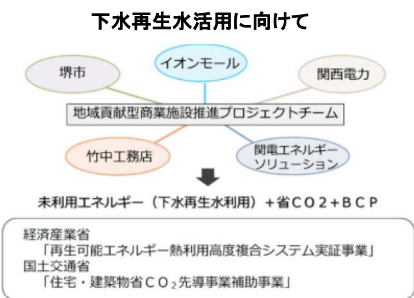 下水再生水活用に向けて
堺市
イオンモール
関西電力
地域貢献型商業施設推進プロジェクトチーム
竹中工務店
関電エネルギー
ソリューション
未利用エネルギー（下水再生水利用）＋省ＣＯ２＋ＢＣＰ
経済産業省
「再生可能エネルギー熱利用高度複合システム実証事業」
国土交通省
「住宅・建築物省ＣＯ₂先導事業補助事業」